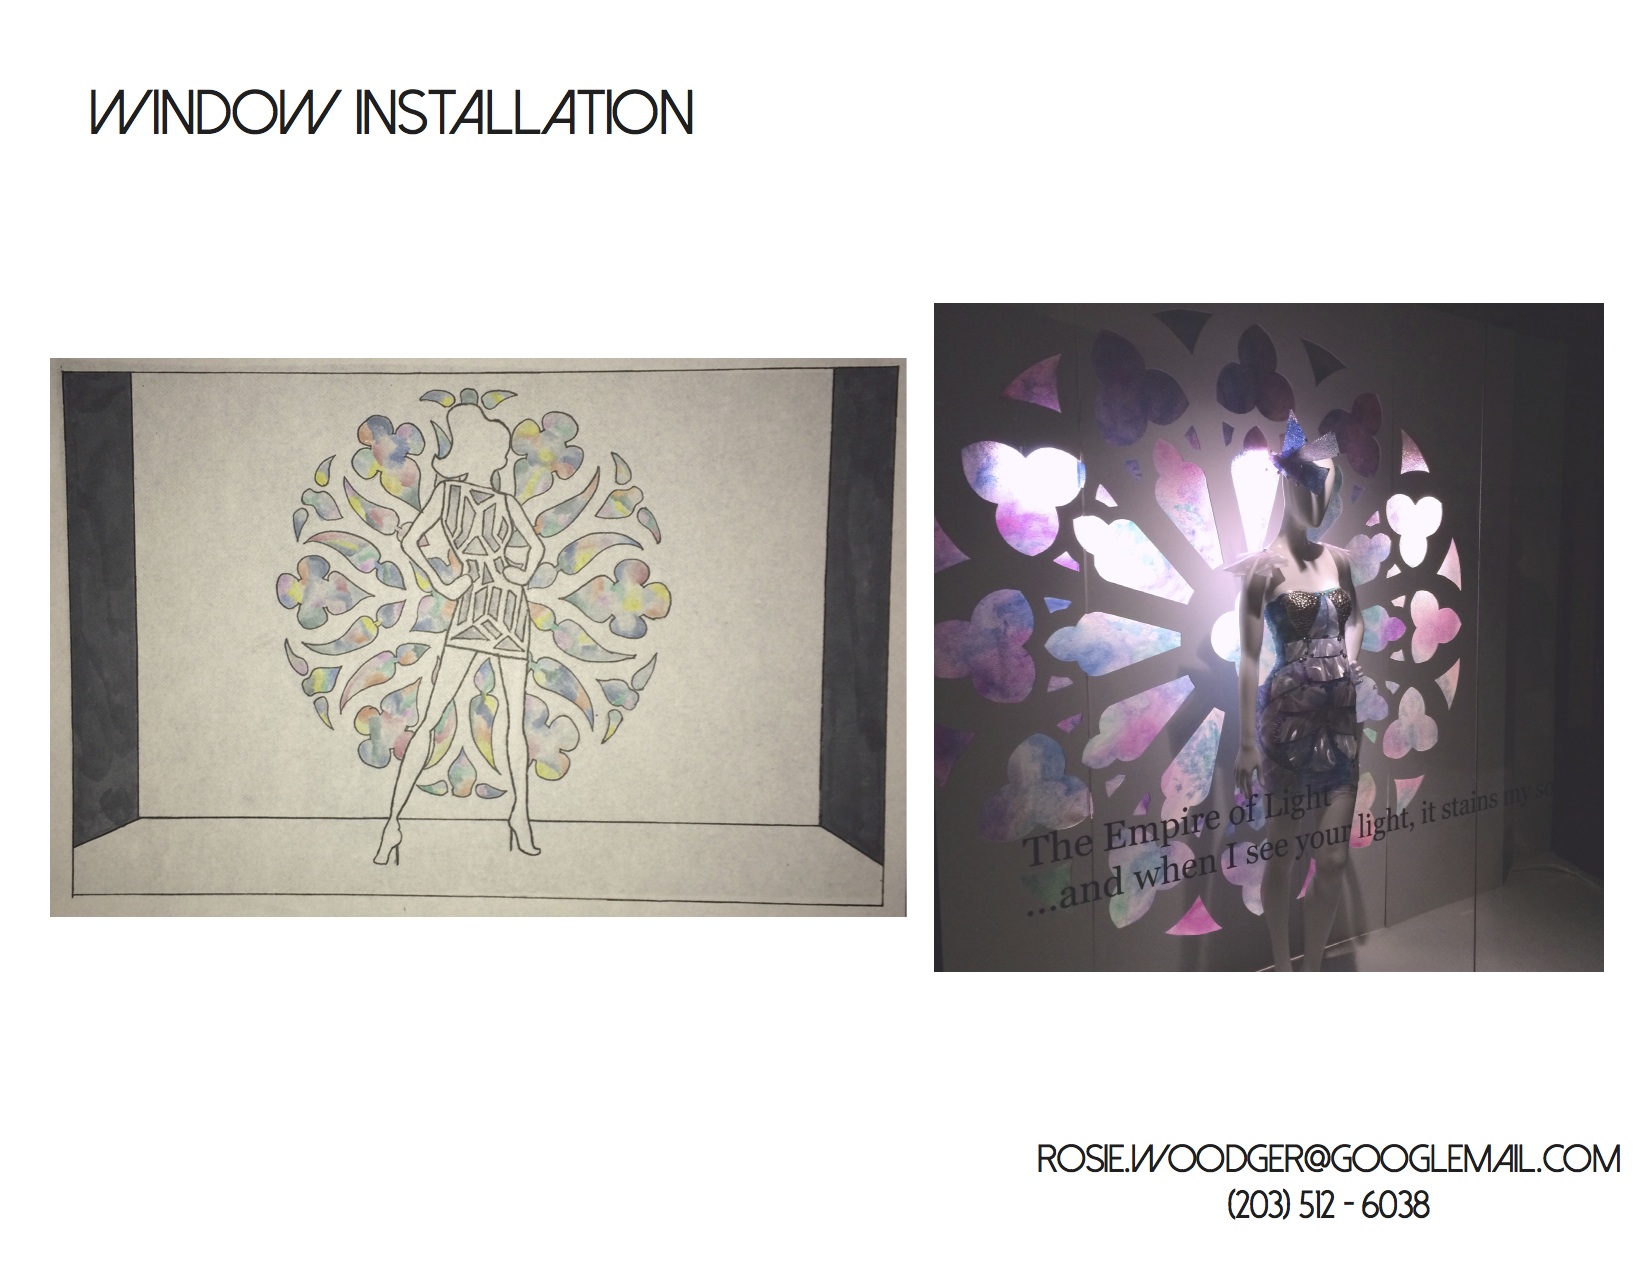 WINDOW INSTALLATION
The Empire of Light
...and when I see your light, it stains my
ROSIE.WOODGER@GOOGLEMAIL.COM
(203) 512 - 6038